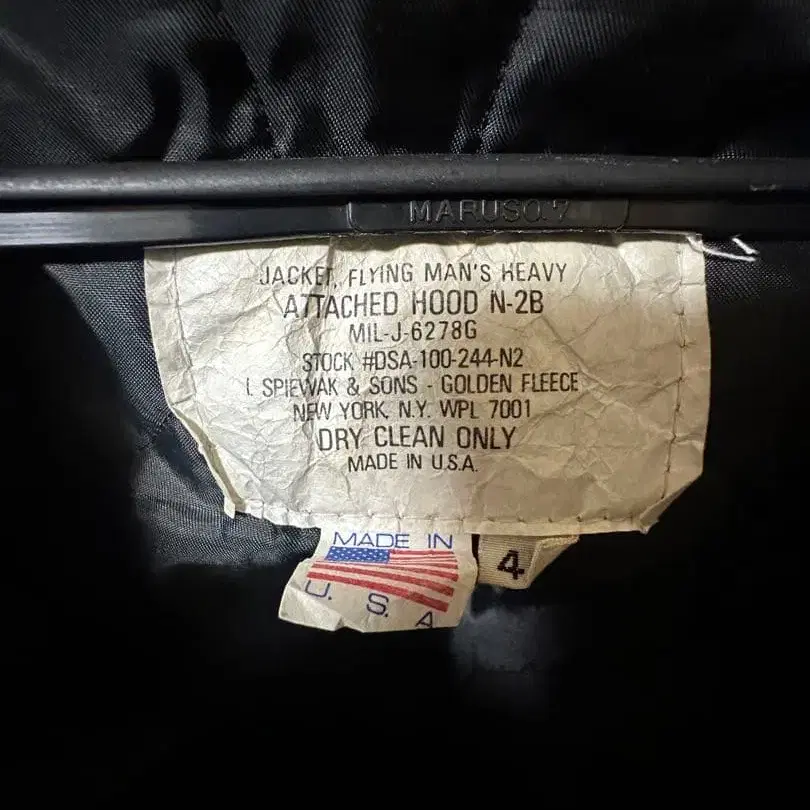 MARUSO.7
JACKET, FLYING MAN'S HEAVY
ATTACHED HOOD N-2B
MIL-J-6278G
STOCK #DSA-100-244-N2
I. SPIEWAK & SONS - GOLDEN FLEECE
NEW YORK, N.Y. WPL 7001
DRY CLEAN ONLY
MADE IN U.S.A.
MADE IN
U. S. A
4